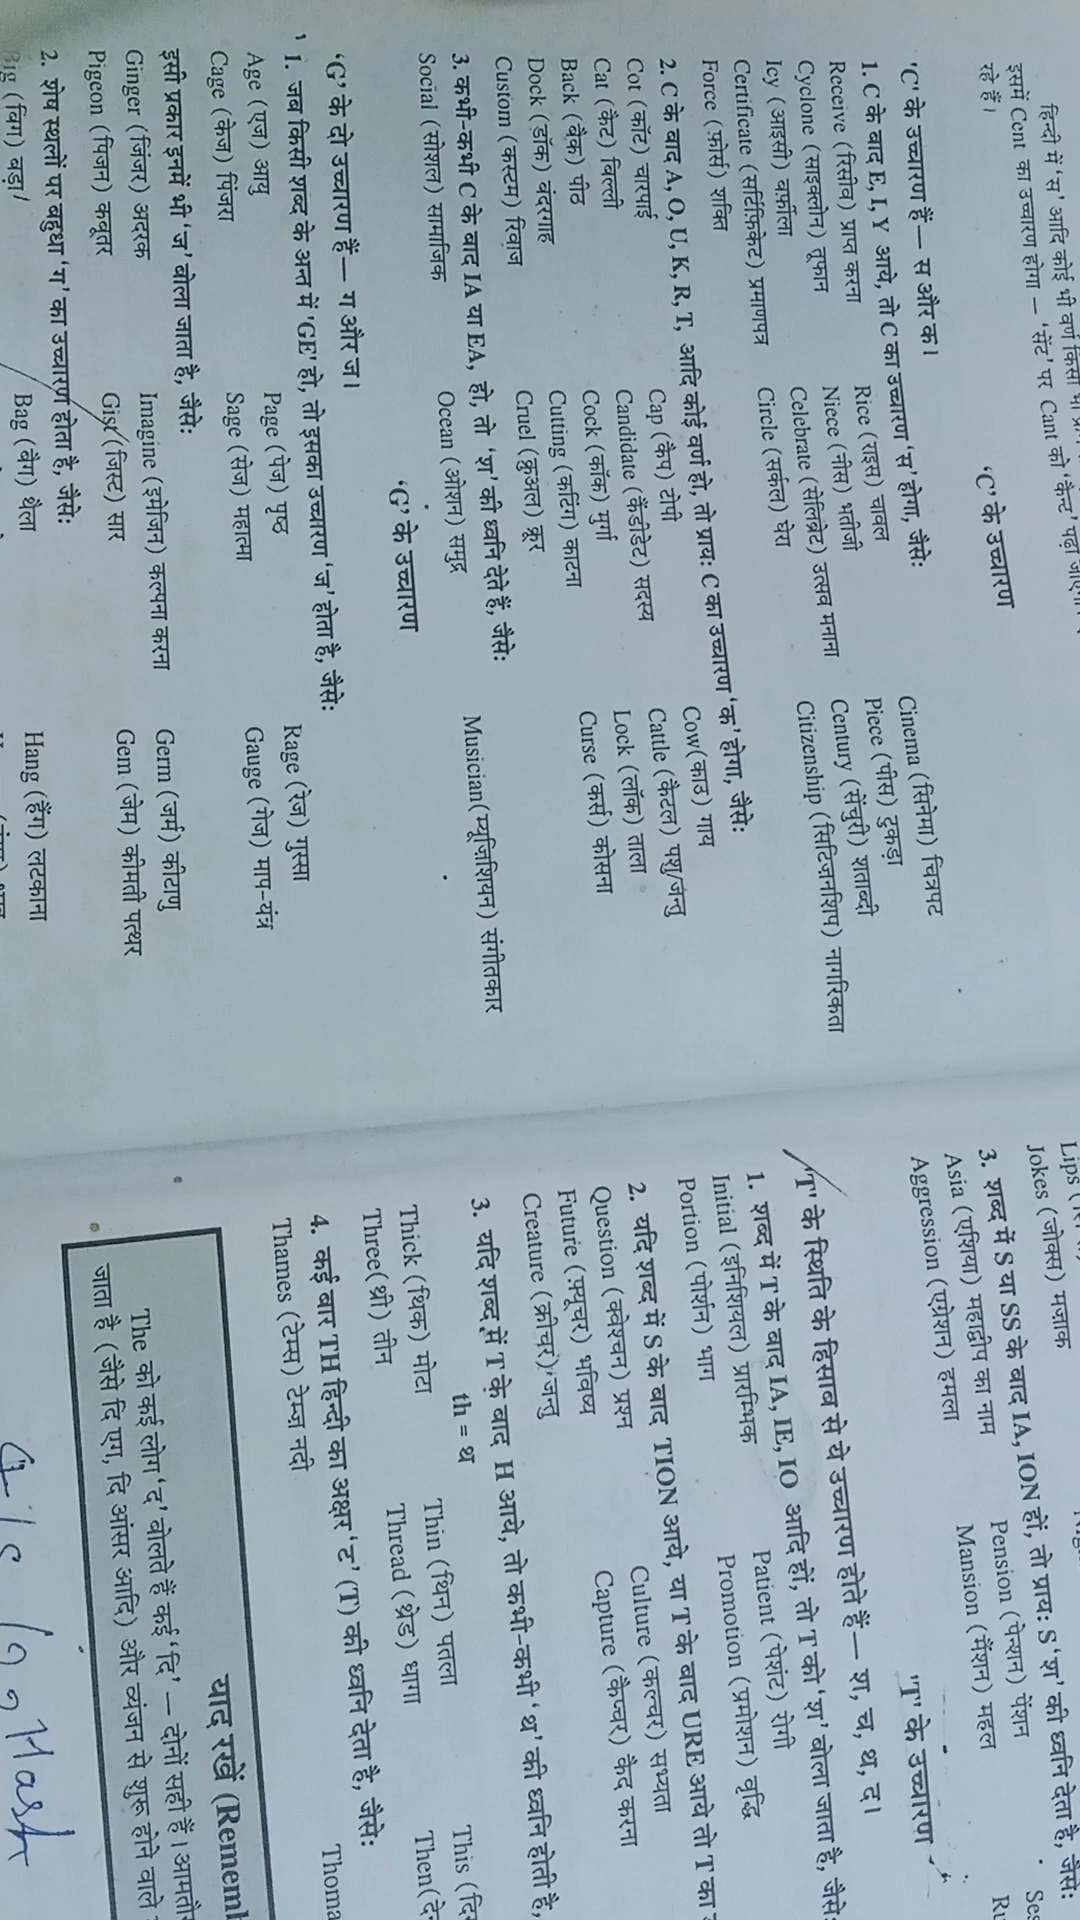 हिन्दी में 'स' आदि कोई भी वर्ण किसी
इसमें Cent का उच्चारण होगा – 'सेंट' पर Cant को 'कैन्ट' पढ़ा
रहे हैं।
'C' के उच्चारण
'C' के उच्चारण हैं — स और क।
1. C के बाद E, I, Y आये, तो C का उच्चारण 'स' होगा, जैसे:
Receive (रिसीव) प्राप्त करना Rice (राइस) चावल Cinema (सिनेमा) चित्रपट
Cyclone (साइक्लोन) तूफान Niece (नीस) भतीजी Piece (पीस) टुकड़ा
Icy (आइसी) बर्फ़ीला Celebrate (सेलिब्रेट) उत्सव मनाना Century (सेंचुरी) शताब्दी
Certificate (सर्टिफ़िकेट) प्रमाणपत्र Circle (सर्कल) घेरा Citizenship (सिटिजनशिप) नागरिकता
Force (फ़ोर्स) शक्ति
2. C के बाद A, O, U, K, R, T, आदि कोई वर्ण हो, तो प्राय: C का उच्चारण 'क' होगा, जैसे:
Cot (कॉट) चारपाई Cap (कैप) टोपी Cow (काउ) गाय
Cat (कैट) बिल्ली Candidate (कैंडीडेट) सदस्य Cattle (कैटल) पशु/जन्तु
Back (बैक) पीठ Cock (कॉक) मुर्गा Lock (लॉक) ताला
Dock (डॉक) बंदरगाह Cutting (कटिंग) काटना Curse (कर्स) कोसना
Custom (कस्टम) रिवाज Cruel (क्रुअल) क्रूर
3. कभी-कभी C के बाद IA या EA, हो, तो 'श' की ध्वनि देते हैं, जैसे:
Social (सोशल) सामाजिक Ocean (ओशन) समुद्र Musician (म्यूज़िशियन) संगीतकार
'G' के उच्चारण
'G' के दो उच्चारण हैं — ग और ज।
1. जब किसी शब्द के अन्त में 'GE' हो, तो इसका उच्चारण 'ज' होता है, जैसे:
Age (एज) आयु Page (पेज) पृष्ठ Rage (रेज) गुस्सा
Cage (केज) पिंजरा Sage (सेज) महात्मा Gauge (गेज) माप-यंत्र
इसी प्रकार इनमें भी 'ज' बोला जाता है, जैसे:
Ginger (जिंजर) अदरक Imagine (इमेजिन) कल्पना करना Germ (जर्म) कीटाणु
Pigeon (पिजन) कबूतर Gist (जिस्ट) सार Gem (जेम) कीमती पत्थर
2. शेष स्थलों पर बहुधा 'ग' का उच्चारण होता है, जैसे:
Big (बिग) बड़ा Bag (बैग) थैला Hang (हैंग) लटकाना
Jokes (जोक्स) मजाक
3. शब्द में S या SS के बाद IA, ION हों, तो प्राय: S 'श' की ध्वनि देता है, जैसे:
Asia (एशिया) महाद्वीप का नाम Pension (पेन्शन) पेंशन
Aggression (एग्रेशन) हमला Mansion (मैंशन) महल
'T' के उच्चारण
'T' के स्थिति के हिसाब से ये उच्चारण होते हैं — श, च, थ, द।
1. शब्द में T के बाद IA, IE, IO आदि हों, तो T को 'श' बोला जाता है, जैसे:
Initial (इनिशियल) प्रारम्भिक Patient (पेशंट) रोगी
Portion (पोर्शन) भाग Promotion (प्रमोशन) वृद्धि
2. यदि शब्द में S के बाद TION आये, या T के बाद URE आये तो T का
Question (क्वेश्चन) प्रश्न Culture (कल्चर) सभ्यता
Future (फ़्युचर) भविष्य Capture (कैप्चर) कैद करना
Creature (क्रीचर) जन्तु
3. यदि शब्द में T के बाद H आये, तो कभी-कभी 'थ' की ध्वनि होती है,
th = थ
Thick (थिक) मोटा Thin (थिन) पतला This
Three (थ्री) तीन Thread (थ्रेड) धागा Then
4. कई बार TH हिन्दी का अक्षर 'ट' (T) की ध्वनि देता है, जैसे:
Thames (टेम्स) टेम्ज नदी
याद रखें
The को कई लोग 'द' बोलते हैं कई 'दि' – दोनों सही हैं।
जाता है (जैसे दि एग, दि आंसर आदि) और व्यंजन से शुरू होने वाले